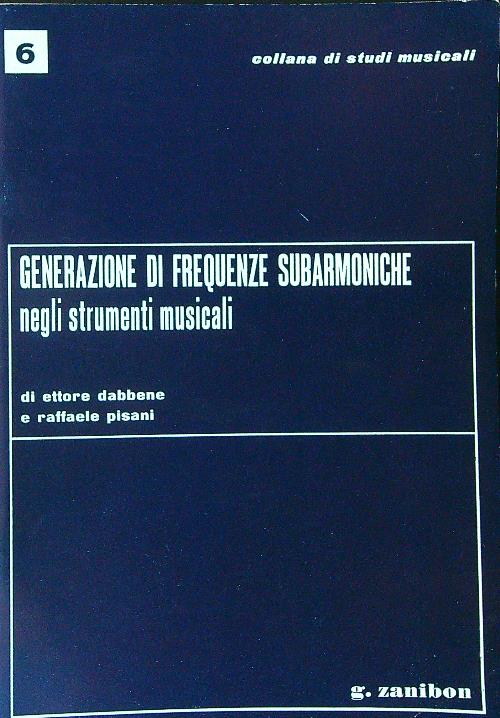 6
collana di studi musicali
GENERAZIONE DI FREQUENZE SUBARMONICHE
negli strumenti musicali
di ettore dabbene
e raffaele pisani
g. zanibon